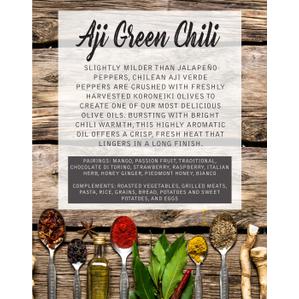 Aji Green Chili
SLIGHTLY MILDER THAN JALAPEÑO
PEPPERS, CHILEAN AJI VERDE
PEPPERS ARE CRUSHED WITH FRESHLY
HARVESTED KORONEIKI OLIVES TO
CREATE ONE OF OUR MOST DELICIOUS
OLIVE OILS. BURSTING WITH BRIGHT
CHILI WARMTH, THIS HIGHLY AROMATIC
OIL OFFERS A CRISP, FRESH HEAT THAT
LINGERS IN A LONG FINISH.
PAIRINGS: MANGO, PASSION FRUIT, TRADITIONAL,
CHOCOLATE DI TORINO, STRAWBERRY, RASPBERRY, ITALIAN
HERB, HONEY GINGER, PIEDMONT HONEY, BIANCO
COMPLEMENTS: ROASTED VEGETABLES, GRILLED MEATS,
PASTA, RICE, GRAINS, BREAD, POTATOES AND SWEET
POTATOES, AND EGGS